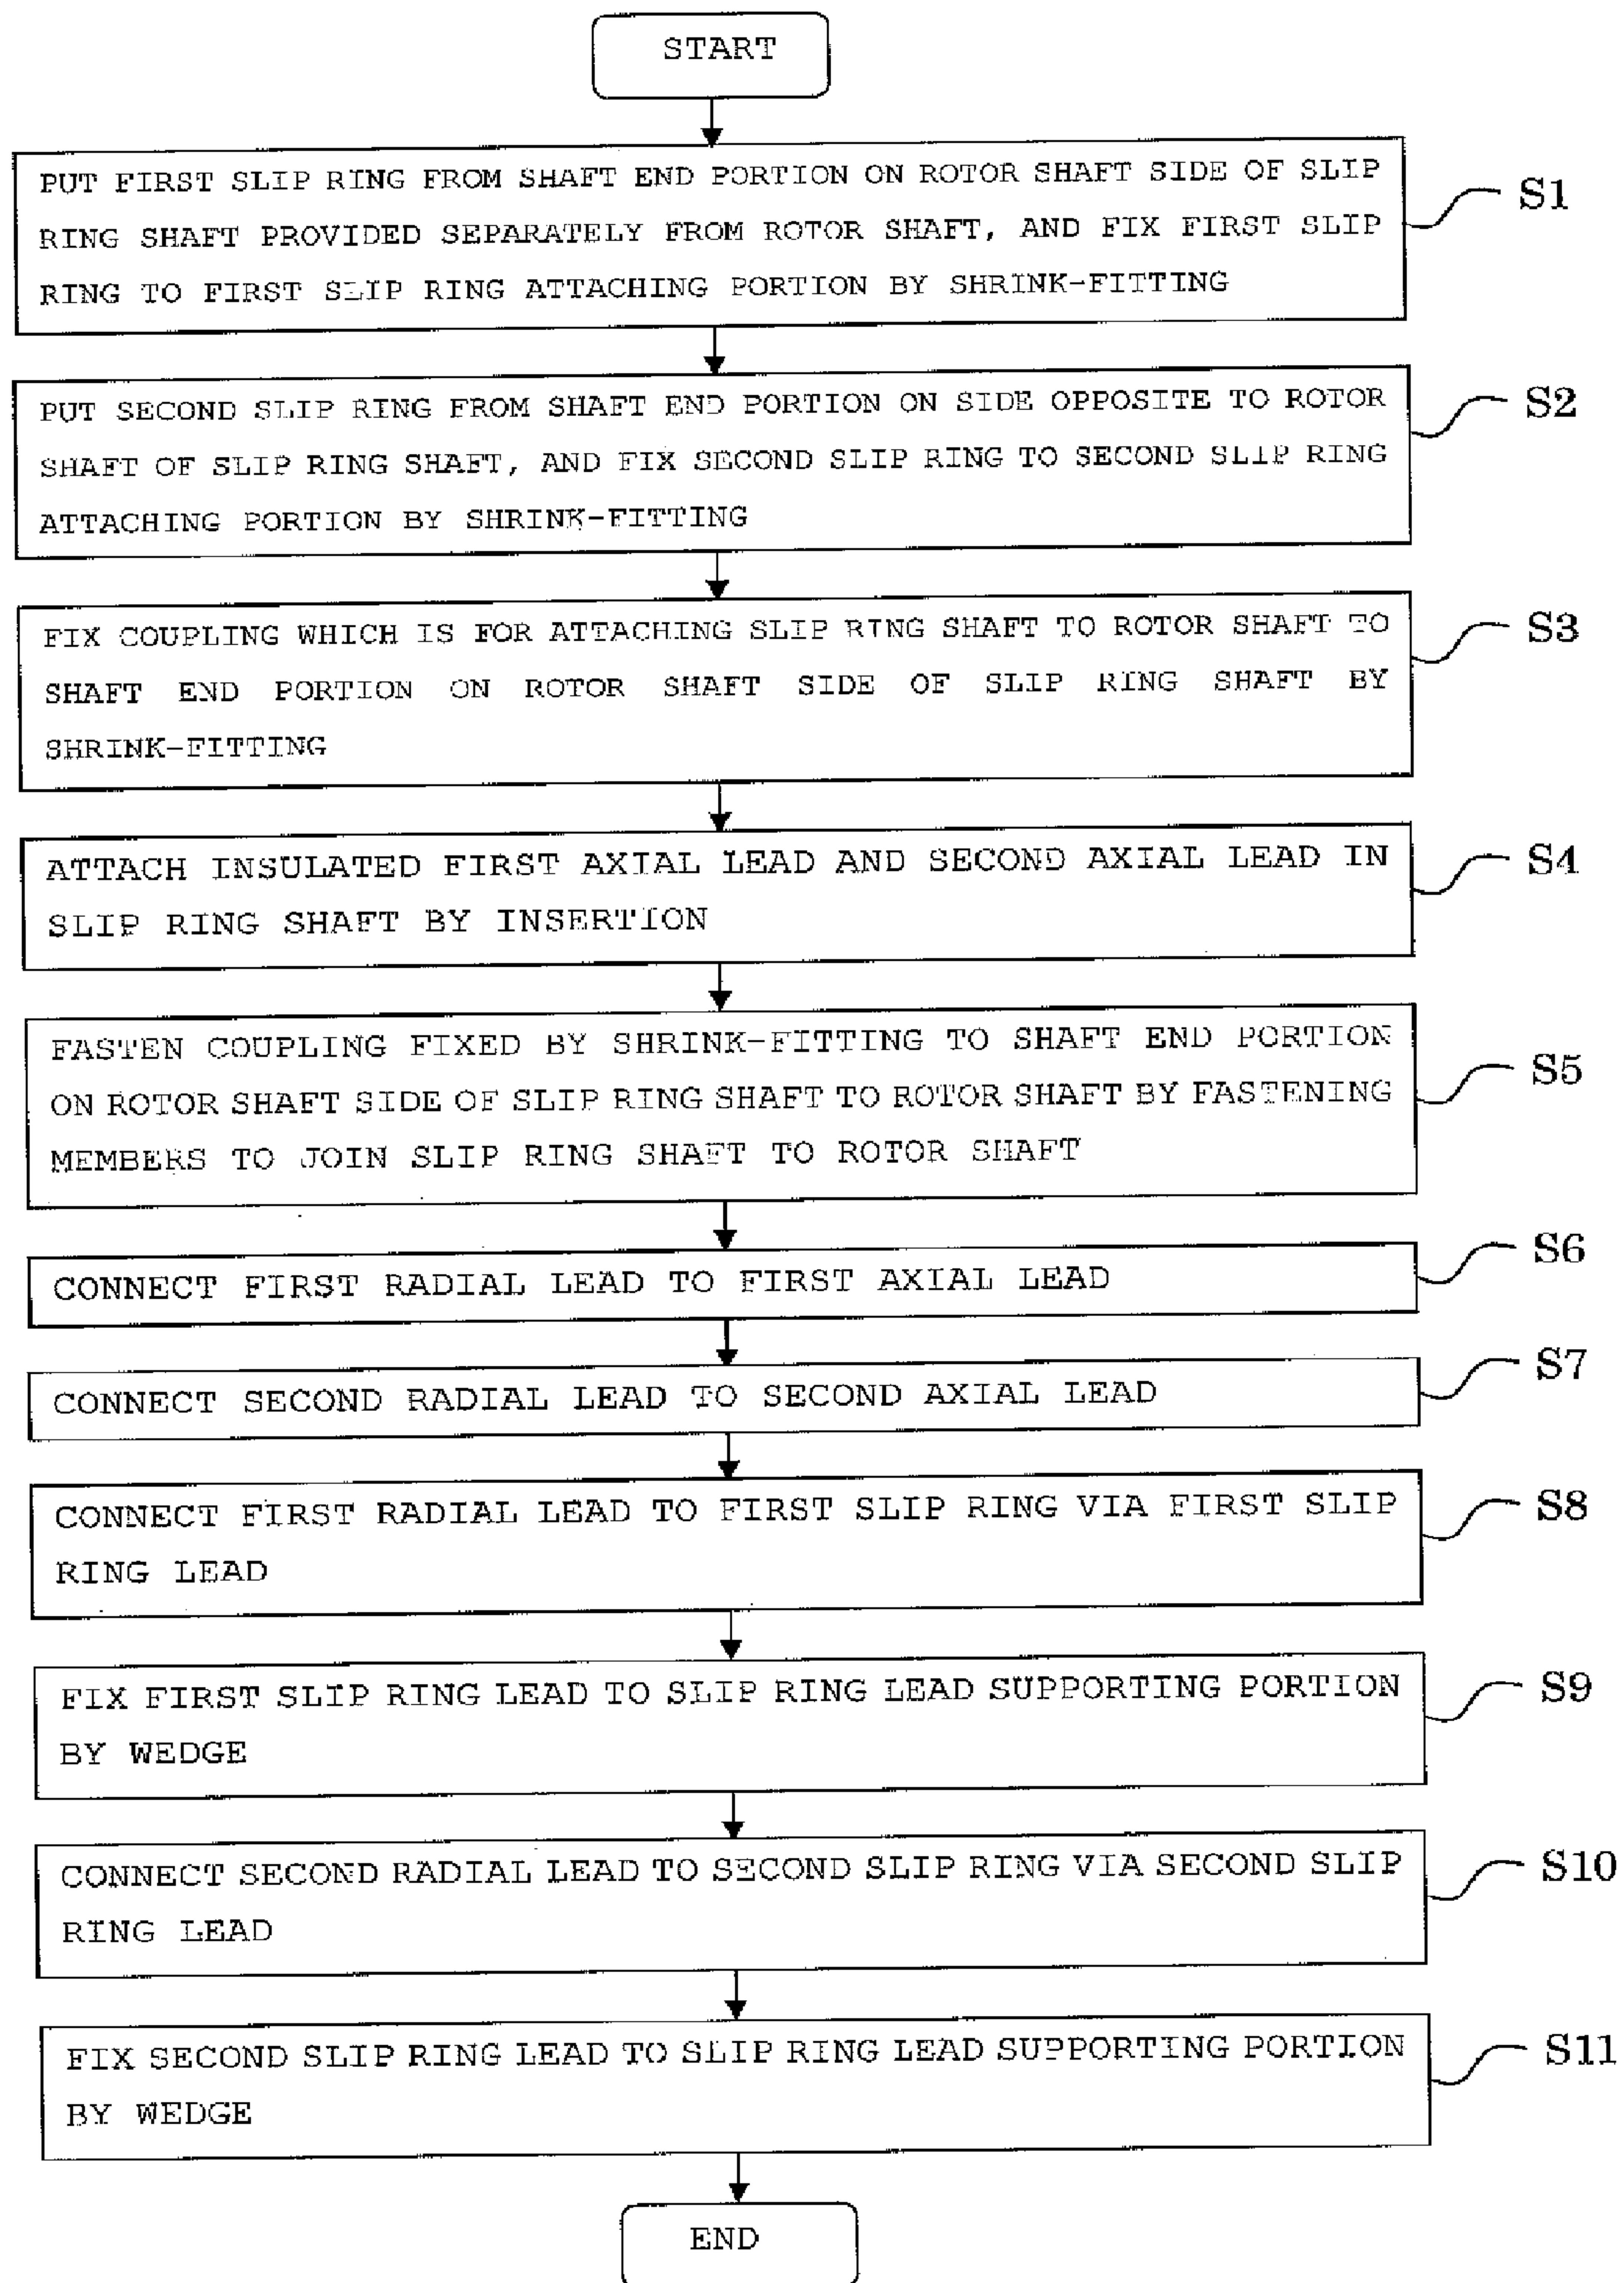 START
PUT FIRST SLIP RING FROM SHAFT END PORTION ON ROTOR SHAFT SIDE OF SLIP
RING SHAFT PROVIDED SEPARATELY FROM ROTOR SHAFT, AND FIX FIRST SLIP
RING TO FIRST SLIP RING ATTACHING PORTION BY SHRINK-FITTING
S1
PUT SECOND SLIP RING FROM SHAFT END PORTION ON SIDE OPPOSITE TO ROTOR
SHAFT OF SLIP RING SHAFT, AND FIX SECOND SLIP RING TO SECOND SLIP RING
ATTACHING PORTION BY SHRINK-FITTING
S2
FIX COUPLING WHICH IS FOR ATTACHING SLIP RING SHAFT TO ROTOR SHAFT TO
SHAFT END PORTION ON ROTOR SHAFT SIDE OF SLIP RING SHAFT BY
SHRINK-FITTING
S3
ATTACH INSULATED FIRST AXIAL LEAD AND SECOND AXIAL LEAD IN
SLIP RING SHAFT BY INSERTION
S4
FASTEN COUPLING FIXED BY SHRINK-FITTING TO SHAFT END PORTION
ON ROTOR SHAFT SIDE OF SLIP RING SHAFT TO ROTOR SHAFT BY FASTENING
MEMBERS TO JOIN SLIP RING SHAFT TO ROTOR SHAFT
S5
CONNECT FIRST RADIAL LEAD TO FIRST AXIAL LEAD
S6
CONNECT SECOND RADIAL LEAD TO SECOND AXIAL LEAD
S7
CONNECT FIRST RADIAL LEAD TO FIRST SLIP RING VIA FIRST SLIP
RING LEAD
S8
FIX FIRST SLIP RING LEAD TO SLIP RING LEAD SUPPORTING PORTION
BY WEDGE
S9
CONNECT SECOND RADIAL LEAD TO SECOND SLIP RING VIA SECOND SLIP
RING LEAD
S10
FIX SECOND SLIP RING LEAD TO SLIP RING LEAD SUPPORTING PORTION
BY WEDGE
S11
END